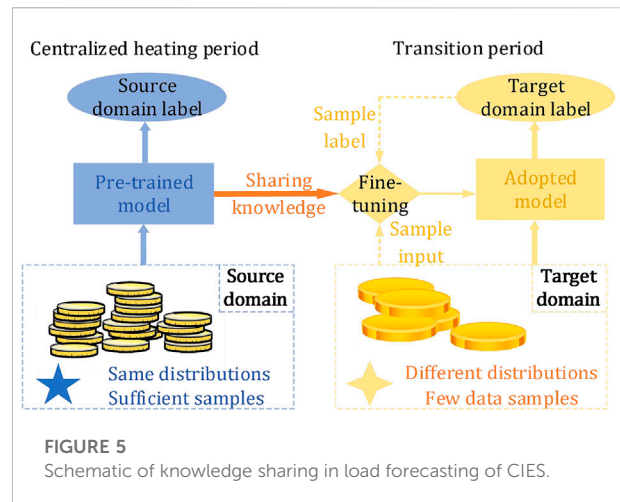 Centralized heating period
Transition period
Source
domain label
Target
domain label
Sample
label
Pre-trained
model
Sharing
knowledge
Fine-
tuning
Adopted
model
Sample
input
Source
domain
Target
domain
Same distributions
Sufficient samples
Different distributions
Few data samples
FIGURE 5
Schematic of knowledge sharing in load forecasting of CIES.